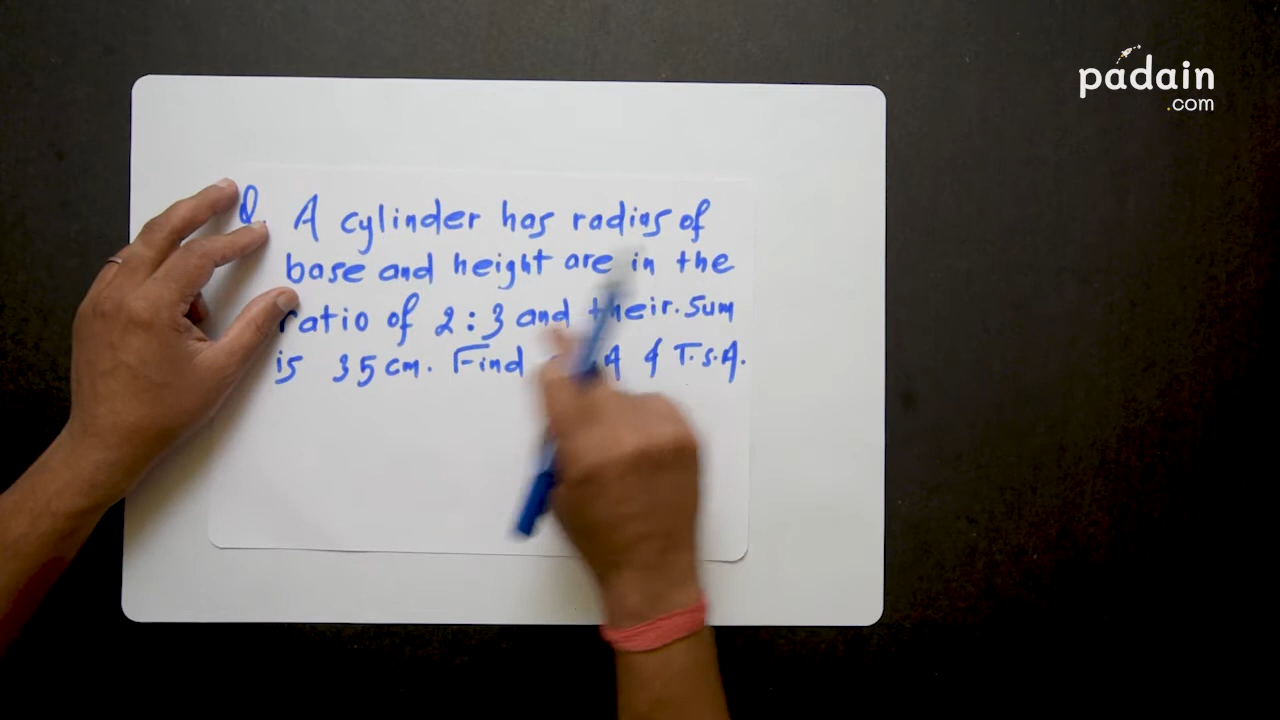 padain
.com
Q. A cylinder has radius of
base and height are in the
ratio of 2:3 and their. sum
is 35cm. Find & T.S.A.